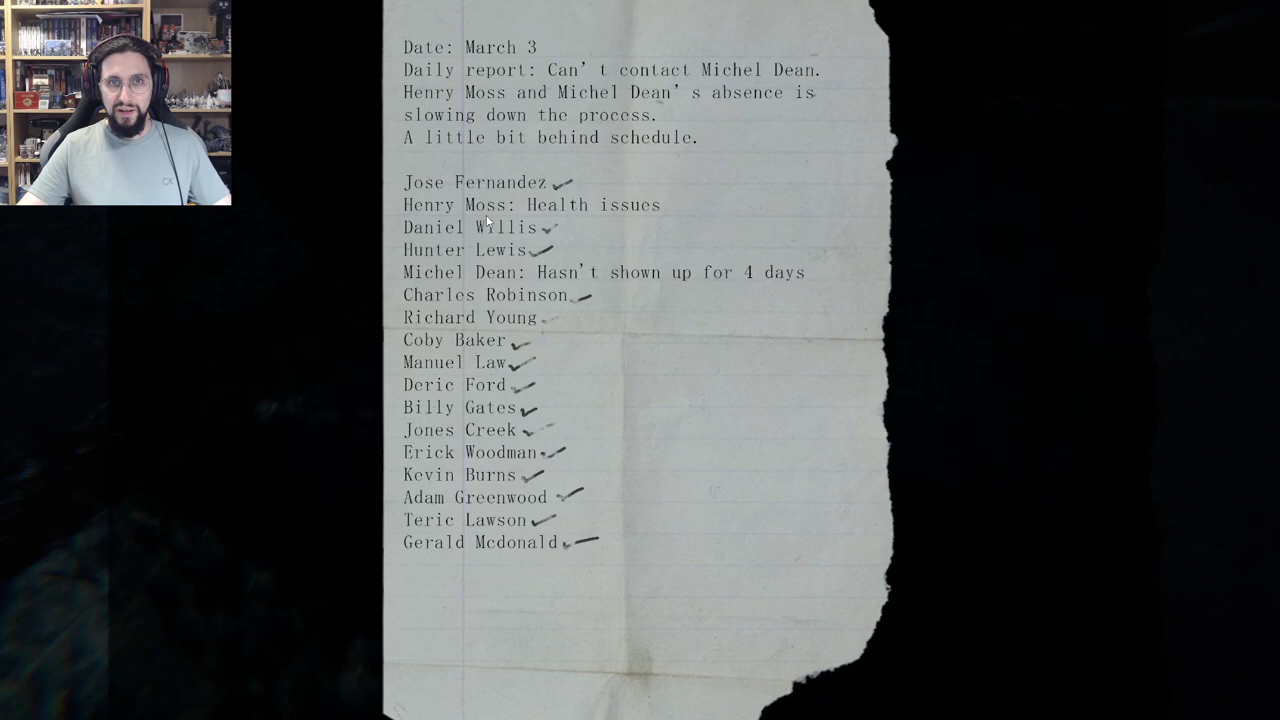 Date: March 3
Daily report: Can't contact Michel Dean.
Henry Moss and Michel Dean's absence is
slowing down the process.
A little bit behind schedule.
Jose Fernandez
Henry Moss: Health issues
Daniel Willis
Hunter Lewis
Michel Dean: Hasn't shown up for 4 days
Charles Robinson
Richard Young
Coby Baker
Manuel Law
Deric Ford
Billy Gates
Jones Creek
Erick Woodman
Kevin Burns
Adam Greenwood
Teric Lawson
Gerald Mcdonald